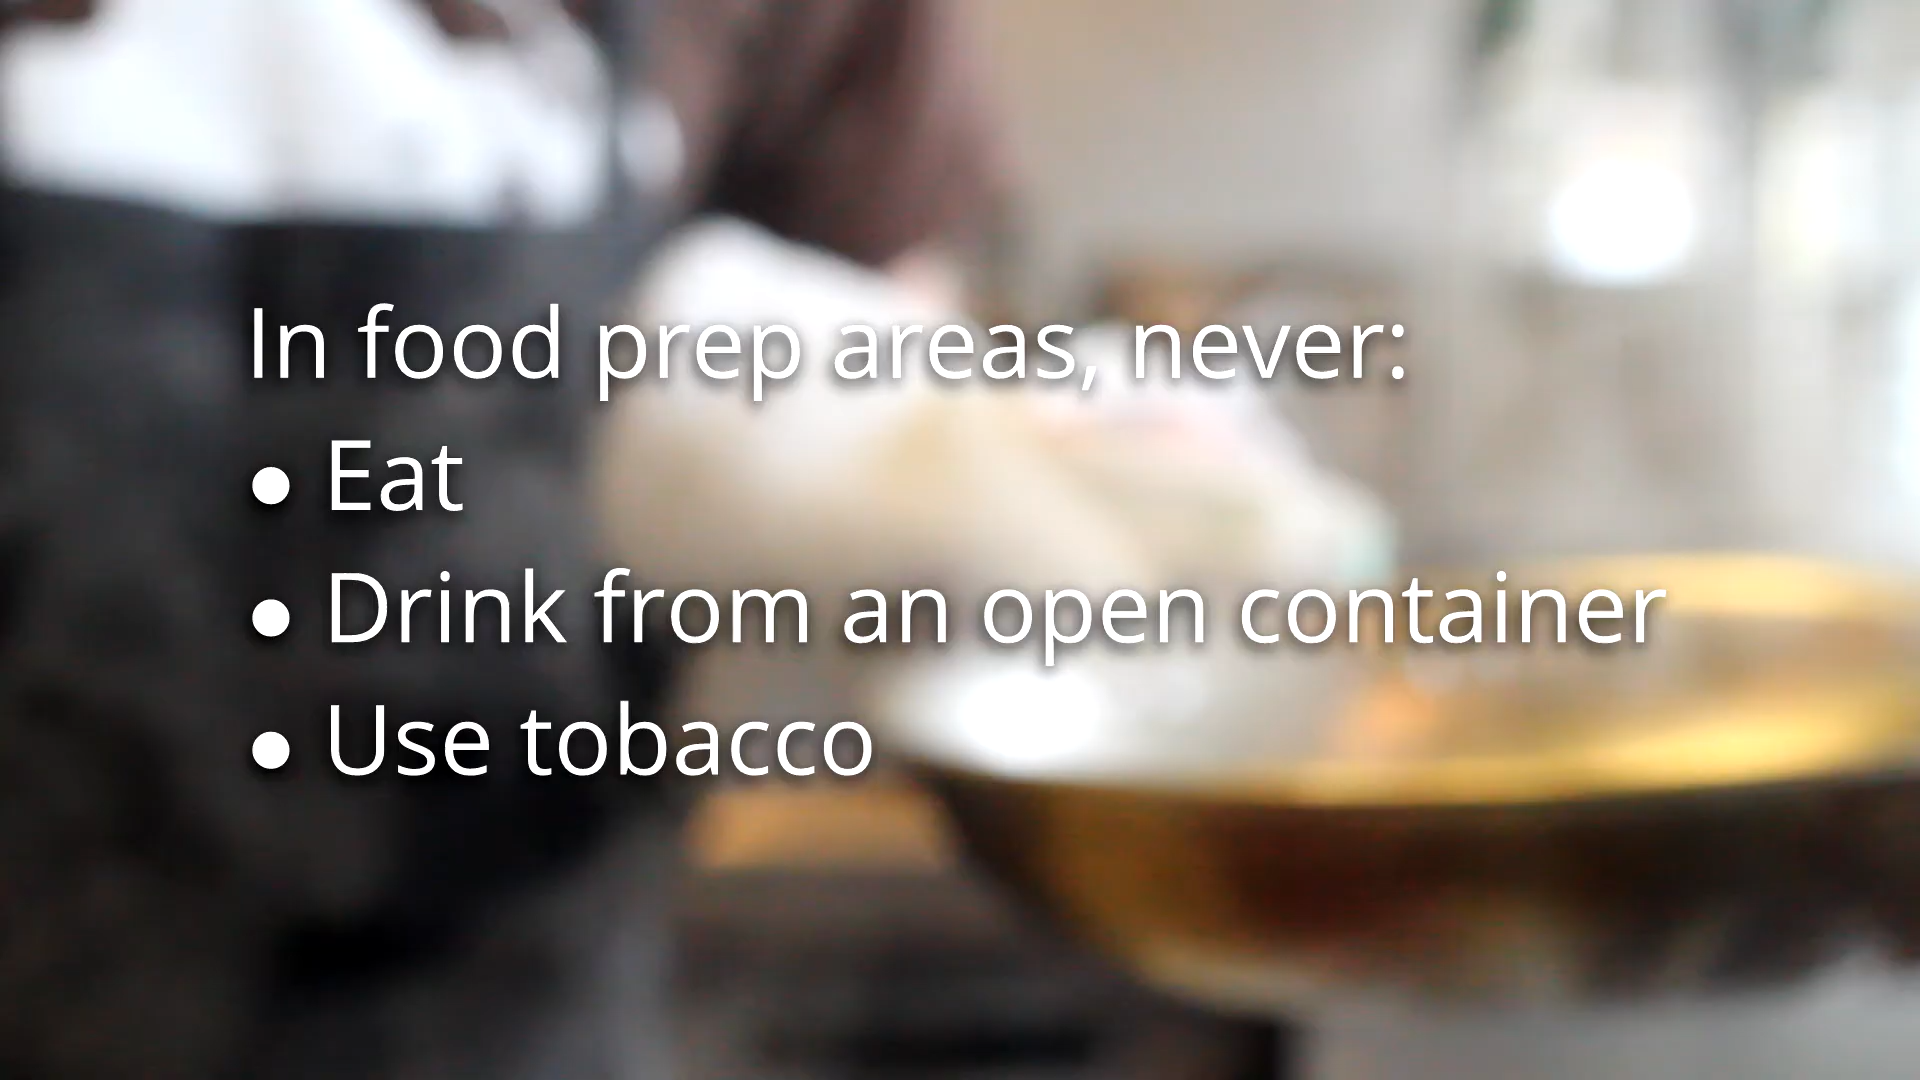 In food prep areas, never:
● Eat
● Drink from an open container
● Use tobacco